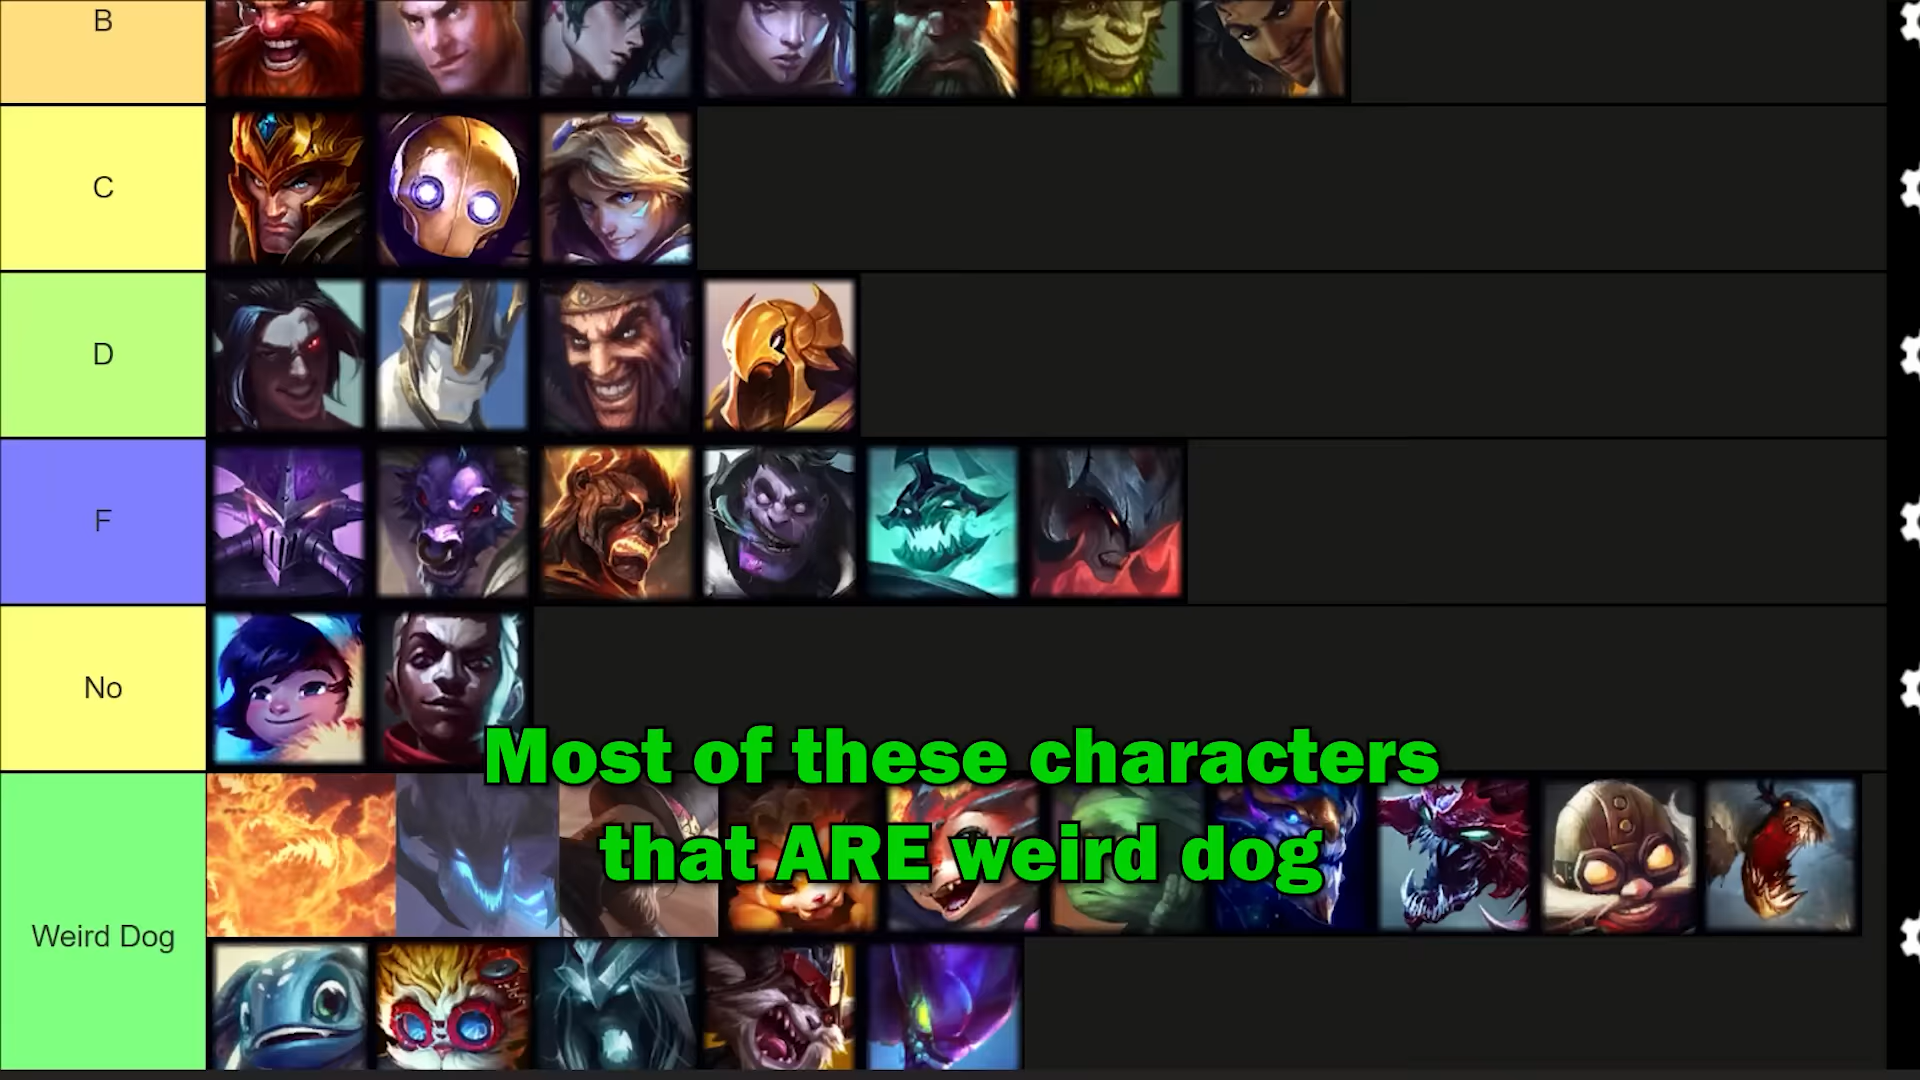 B
C
D
F
No
Most of these characters
that ARE weird dog
Weird Dog